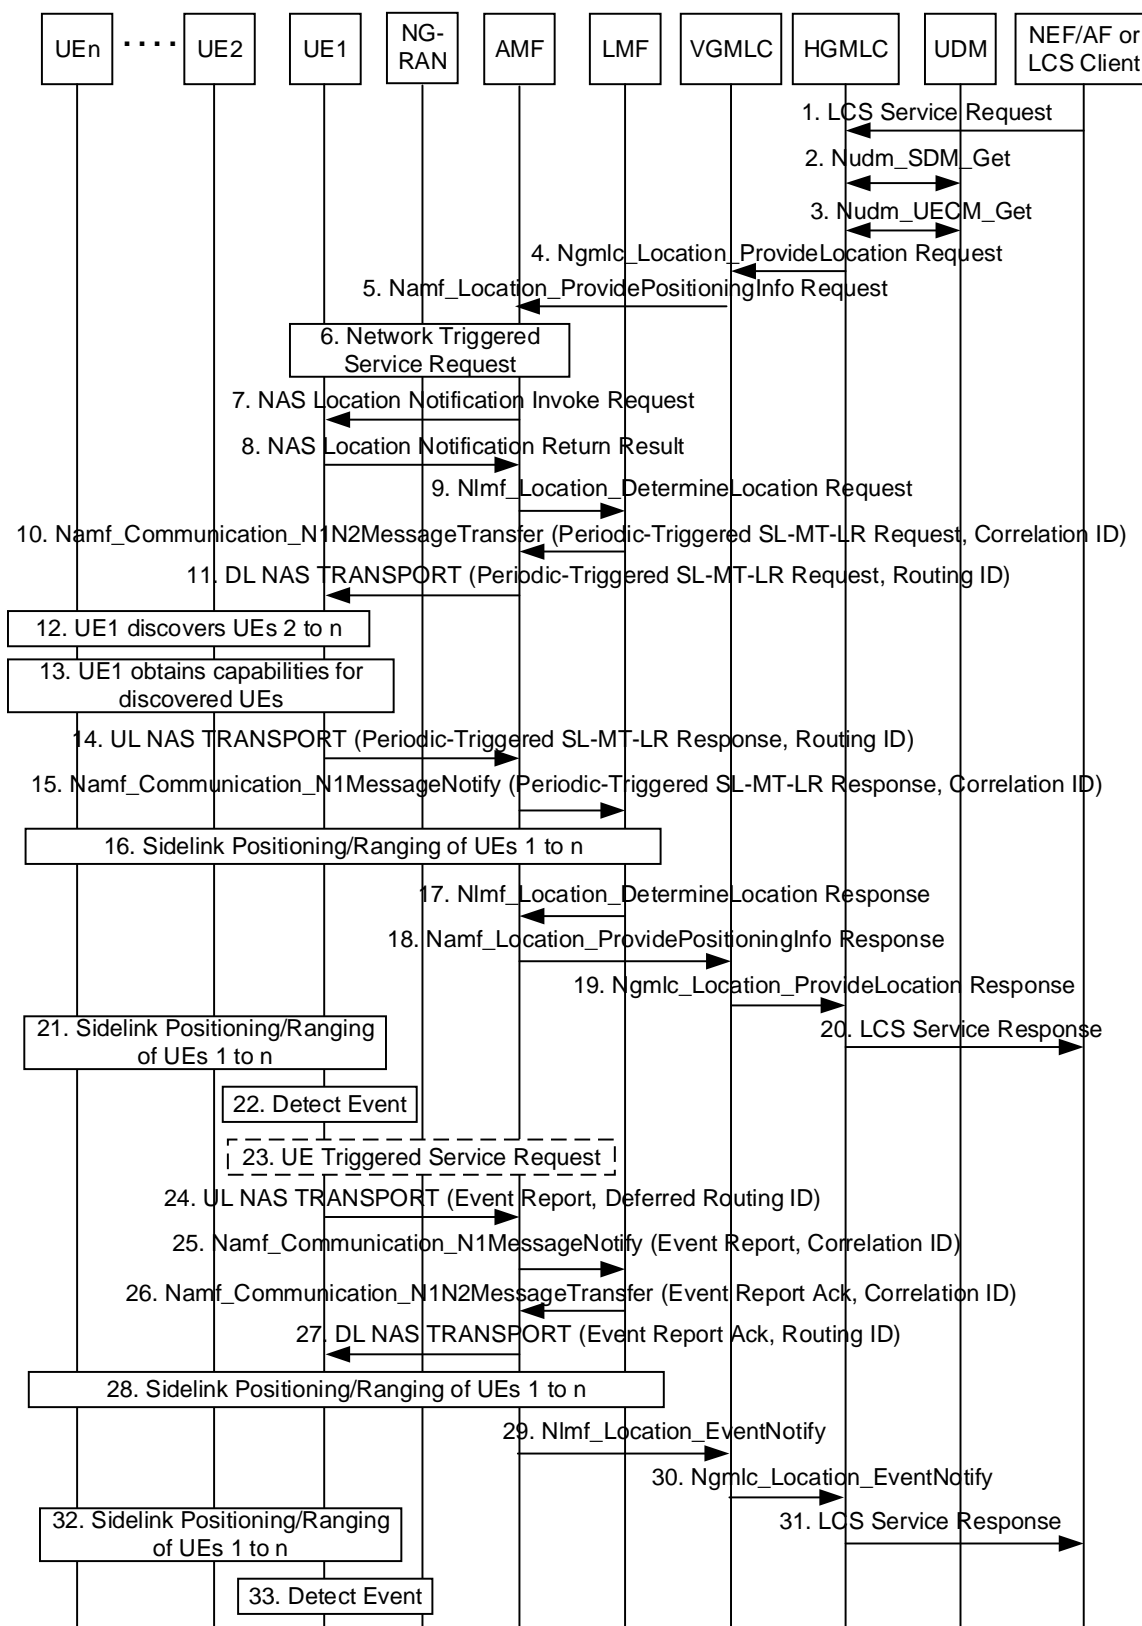 UEn
. . . .
UE2
UE1
NG-
RAN
AMF
LMF
VGMLC
HGMLC
UDM
NEF/AF or
LCS Client
1. LCS Service Request
2. Nudm_SDM_Get
3. Nudm_UECM_Get
4. Ngmlc_Location_ProvideLocation Request
5. Namf_Location_ProvidePositioningInfo Request
6. Network Triggered
Service Request
7. NAS Location Notification Invoke Request
8. NAS Location Notification Return Result
9. Nlmf_Location_DetermineLocation Request
10. Namf_Communication_N1N2MessageTransfer (Periodic-Triggered SL-MT-LR Request, Correlation ID)
11. DL NAS TRANSPORT (Periodic-Triggered SL-MT-LR Request, Routing ID)
12. UE1 discovers UEs 2 to n
13. UE1 obtains capabilities for
discovered UEs
14. UL NAS TRANSPORT (Periodic-Triggered SL-MT-LR Response, Routing ID)
15. Namf_Communication_N1MessageNotify (Periodic-Triggered SL-MT-LR Response, Correlation ID)
16. Sidelink Positioning/Ranging of UEs 1 to n
17. Nlmf_Location_DetermineLocation Response
18. Namf_Location_ProvidePositioningInfo Response
19. Ngmlc_Location_ProvideLocation Response
20. LCS Service Response
21. Sidelink Positioning/Ranging
of UEs 1 to n
22. Detect Event
23. UE Triggered Service Request
24. UL NAS TRANSPORT (Event Report, Deferred Routing ID)
25. Namf_Communication_N1MessageNotify (Event Report, Correlation ID)
26. Namf_Communication_N1N2MessageTransfer (Event Report Ack, Correlation ID)
27. DL NAS TRANSPORT (Event Report Ack, Routing ID)
28. Sidelink Positioning/Ranging of UEs 1 to n
29. Nlmf_Location_EventNotify
30. Ngmlc_Location_EventNotify
31. LCS Service Response
32. Sidelink Positioning/Ranging
of UEs 1 to n
33. Detect Event